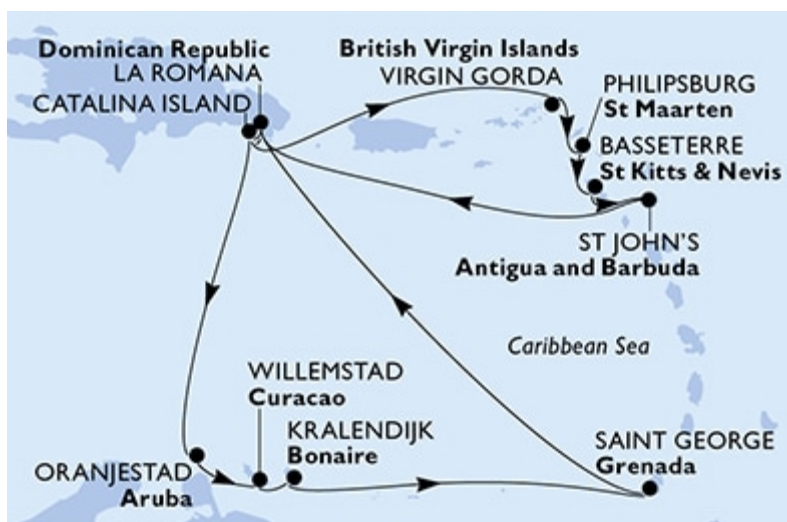 Dominican Republic
LA ROMANA
CATALINA ISLAND
British Virgin Islands
VIRGIN GORDA
PHILIPSBURG
St Maarten
BASSETERRE
St Kitts & Nevis
ST JOHN'S
Antigua and Barbuda
Caribbean Sea
WILLEMSTAD
Curacao
KRALENDIJK
Bonaire
ORANJESTAD
Aruba
SAINT GEORGE
Grenada